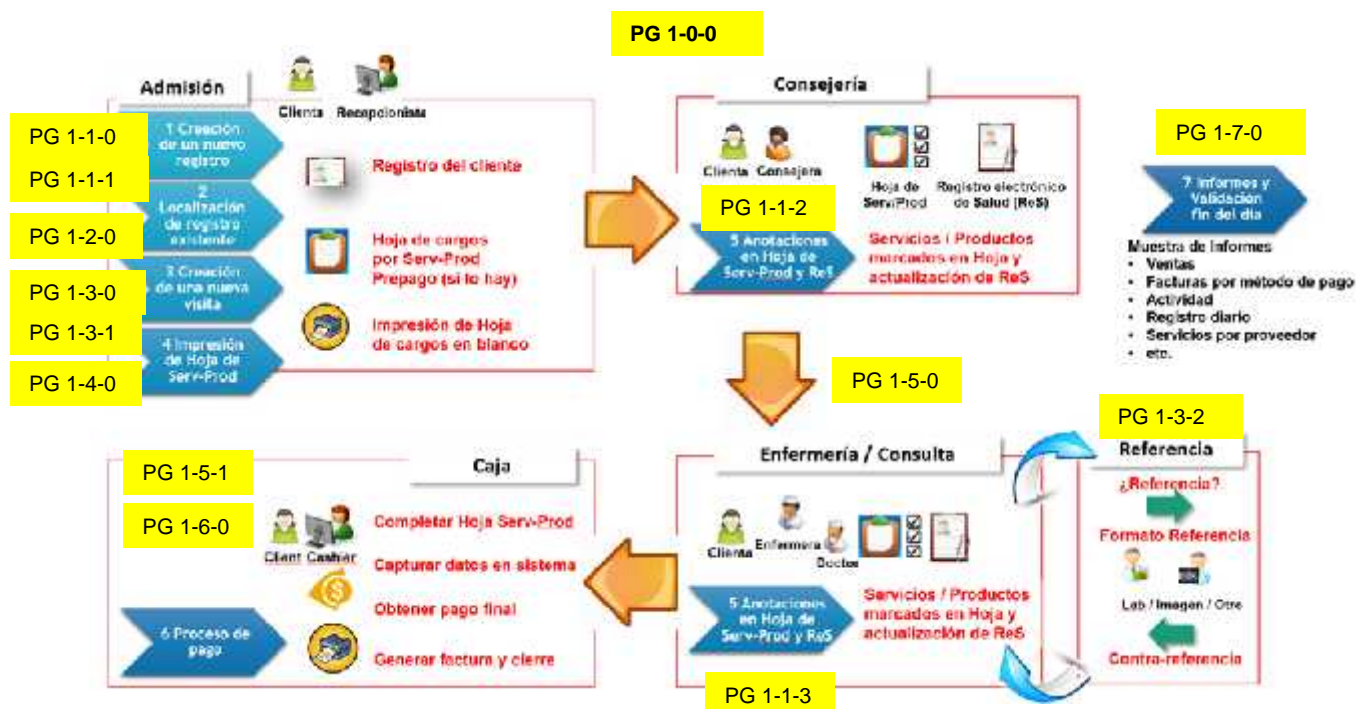 PG 1-0-0
Admisión
Clienta Recepcionista
PG 1-1-0
1 Creación
de un nuevo
registro
PG 1-1-1
2
Localización
de registro
existente
PG 1-2-0
3 Creación
de una nueva
visita
PG 1-3-0
PG 1-3-1
4 Impresión
de Hoja de
Serv-Prod
PG 1-4-0
Registro del cliente
Hoja de cargos
por Serv-Prod
Prepago (si lo hay)
Impresión de Hoja
de cargos en blanco
Consejería
Clienta Consejera
Hoja de
Serv/Prod
Registro electrónico
de Salud (ReS)
PG 1-1-2
5 Anotaciones
en Hoja de
Serv-Prod y ReS
Servicios / Productos
marcados en Hoja y
actualización de ReS
PG 1-7-0
7 Informes y
Validación
fin del día
Muestra de Informes
• Ventas
• Facturas por método de pago
• Actividad
• Registro diario
• Servicios por proveedor
• etc.
PG 1-5-0
PG 1-3-2
Referencia
¿Referencia?
Formato Referencia
Lab / Imagen / Otro
Contra-referencia
Enfermería / Consulta
Clienta Enfermera
Doctor
5 Anotaciones
en Hoja de
Serv-Prod y ReS
Servicios / Productos
marcados en Hoja y
actualización de ReS
PG 1-1-3
Caja
PG 1-5-1
PG 1-6-0
Client Cashier
Completar Hoja Serv-Prod
Capturar datos en sistema
Obtener pago final
Generar factura y cierre
6 Proceso de
pago